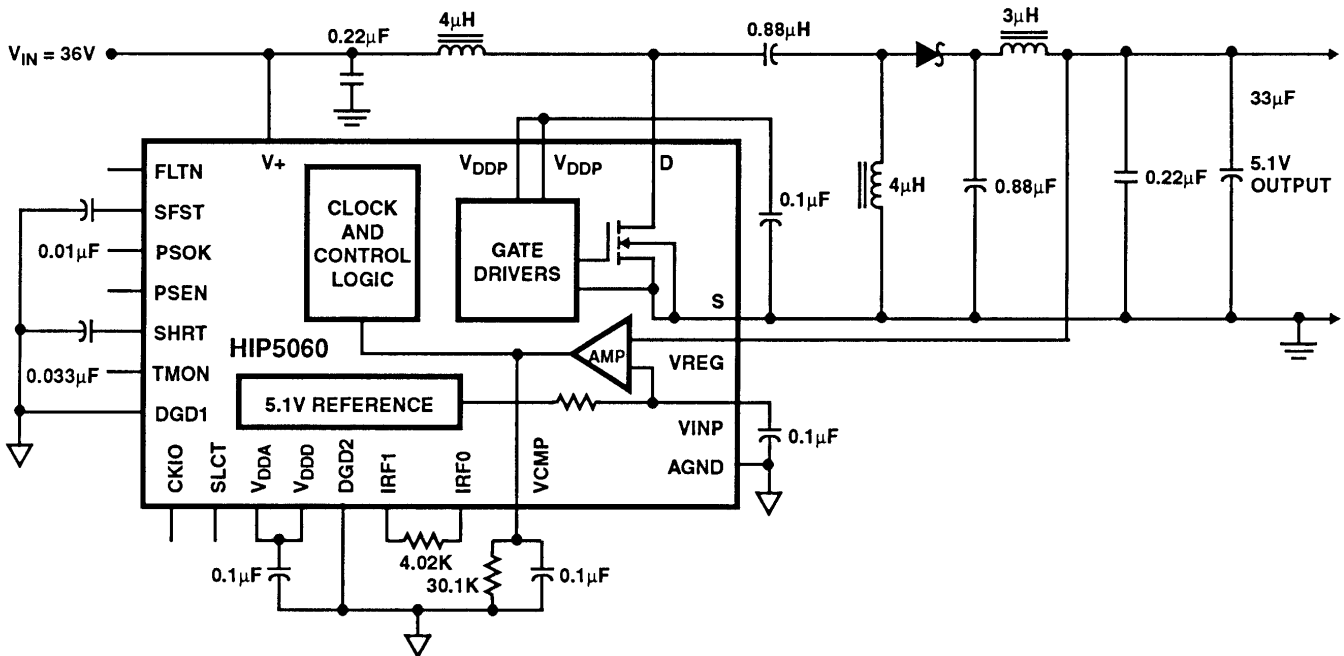 V_IN = 36V
0.22μF
4μH
0.88μH
3μH
33μF
5.1V
OUTPUT
0.22μF
0.88μF
4μH
0.1μF
V+
V_DDP
V_DDP
D
FLTN
SFST
0.01μF
PSOK
PSEN
SHRT
0.033μF
TMON
DGD1
CLOCK
AND
CONTROL
LOGIC
GATE
DRIVERS
S
HIP5060
AMP
VREG
5.1V REFERENCE
VINP
0.1μF
AGND
CKIO
SLCT
V_DDA
V_DDD
DGD2
IRF1
IRF0
VCMP
0.1μF
4.02K
30.1K
0.1μF